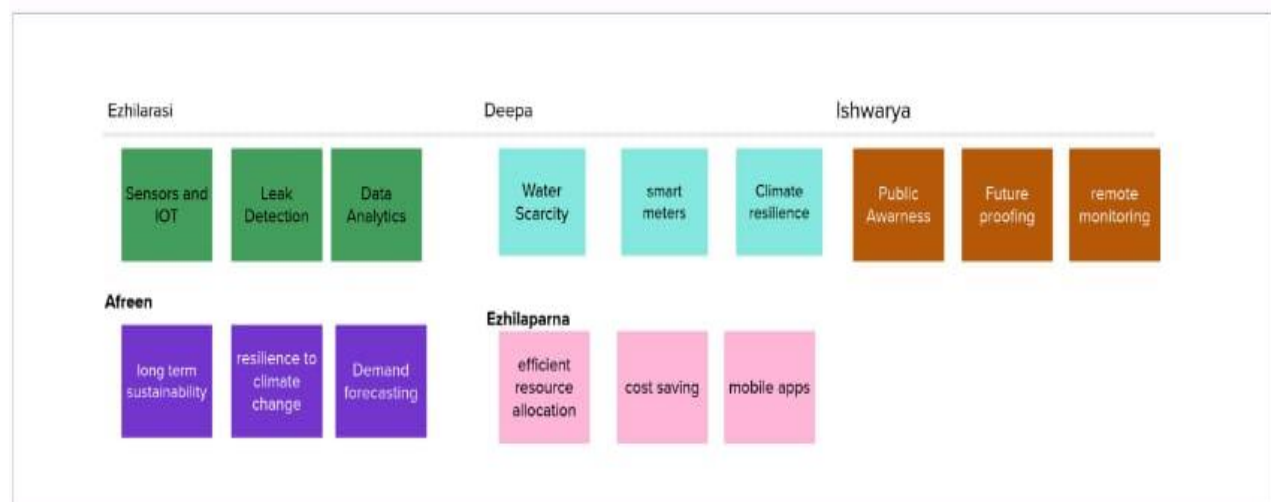 Ezhilarasi
Deepa
Ishwarya
Sensors and
IOT
Leak
Detection
Data
Analytics
Water
Scarcity
smart
meters
Climate
resilience
Public
Awarness
Future
proofing
remote
monitoring
Afreen
Ezhilaparna
long term
sustainability
resilience to
climate
change
Demand
forecasting
efficient
resource
allocation
cost saving
mobile apps